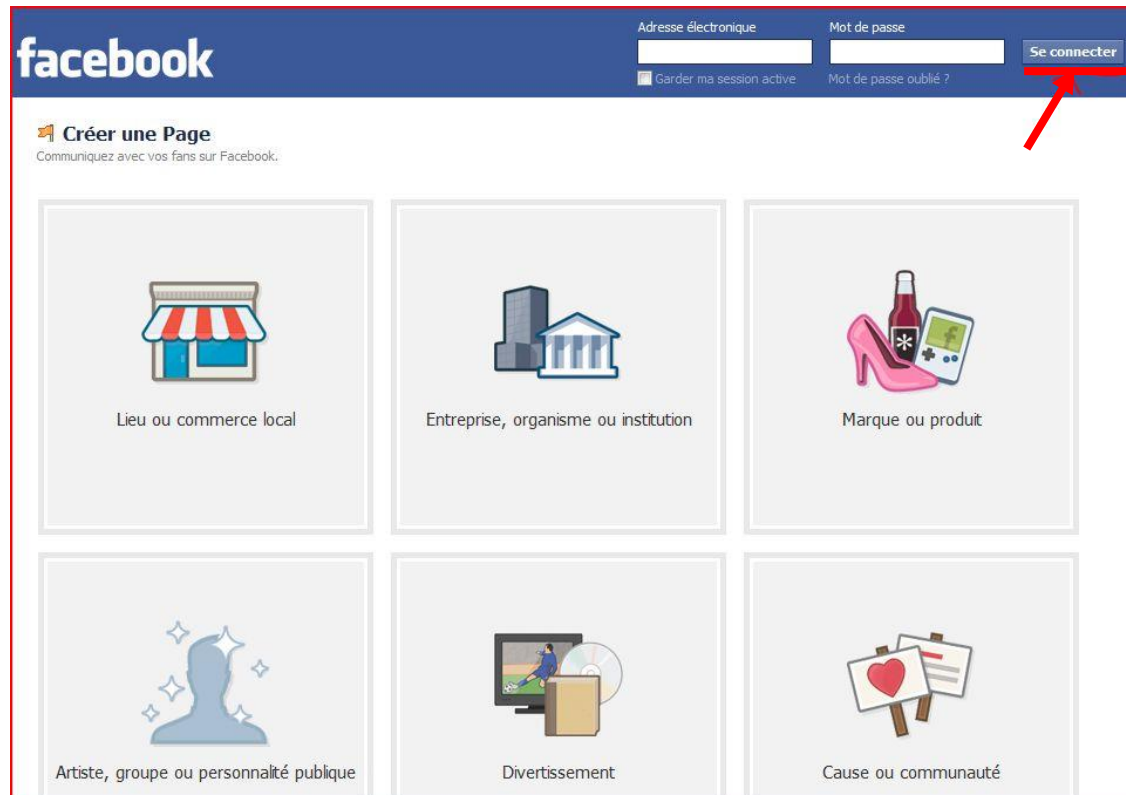 Adresse électronique Mot de passe
facebook
Se connecter
Garder ma session active Mot de passe oublié ?
Créer une Page
Communiquez avec vos fans sur Facebook.
Lieu ou commerce local
Entreprise, organisme ou institution
Marque ou produit
Artiste, groupe ou personnalité publique
Divertissement
Cause ou communauté